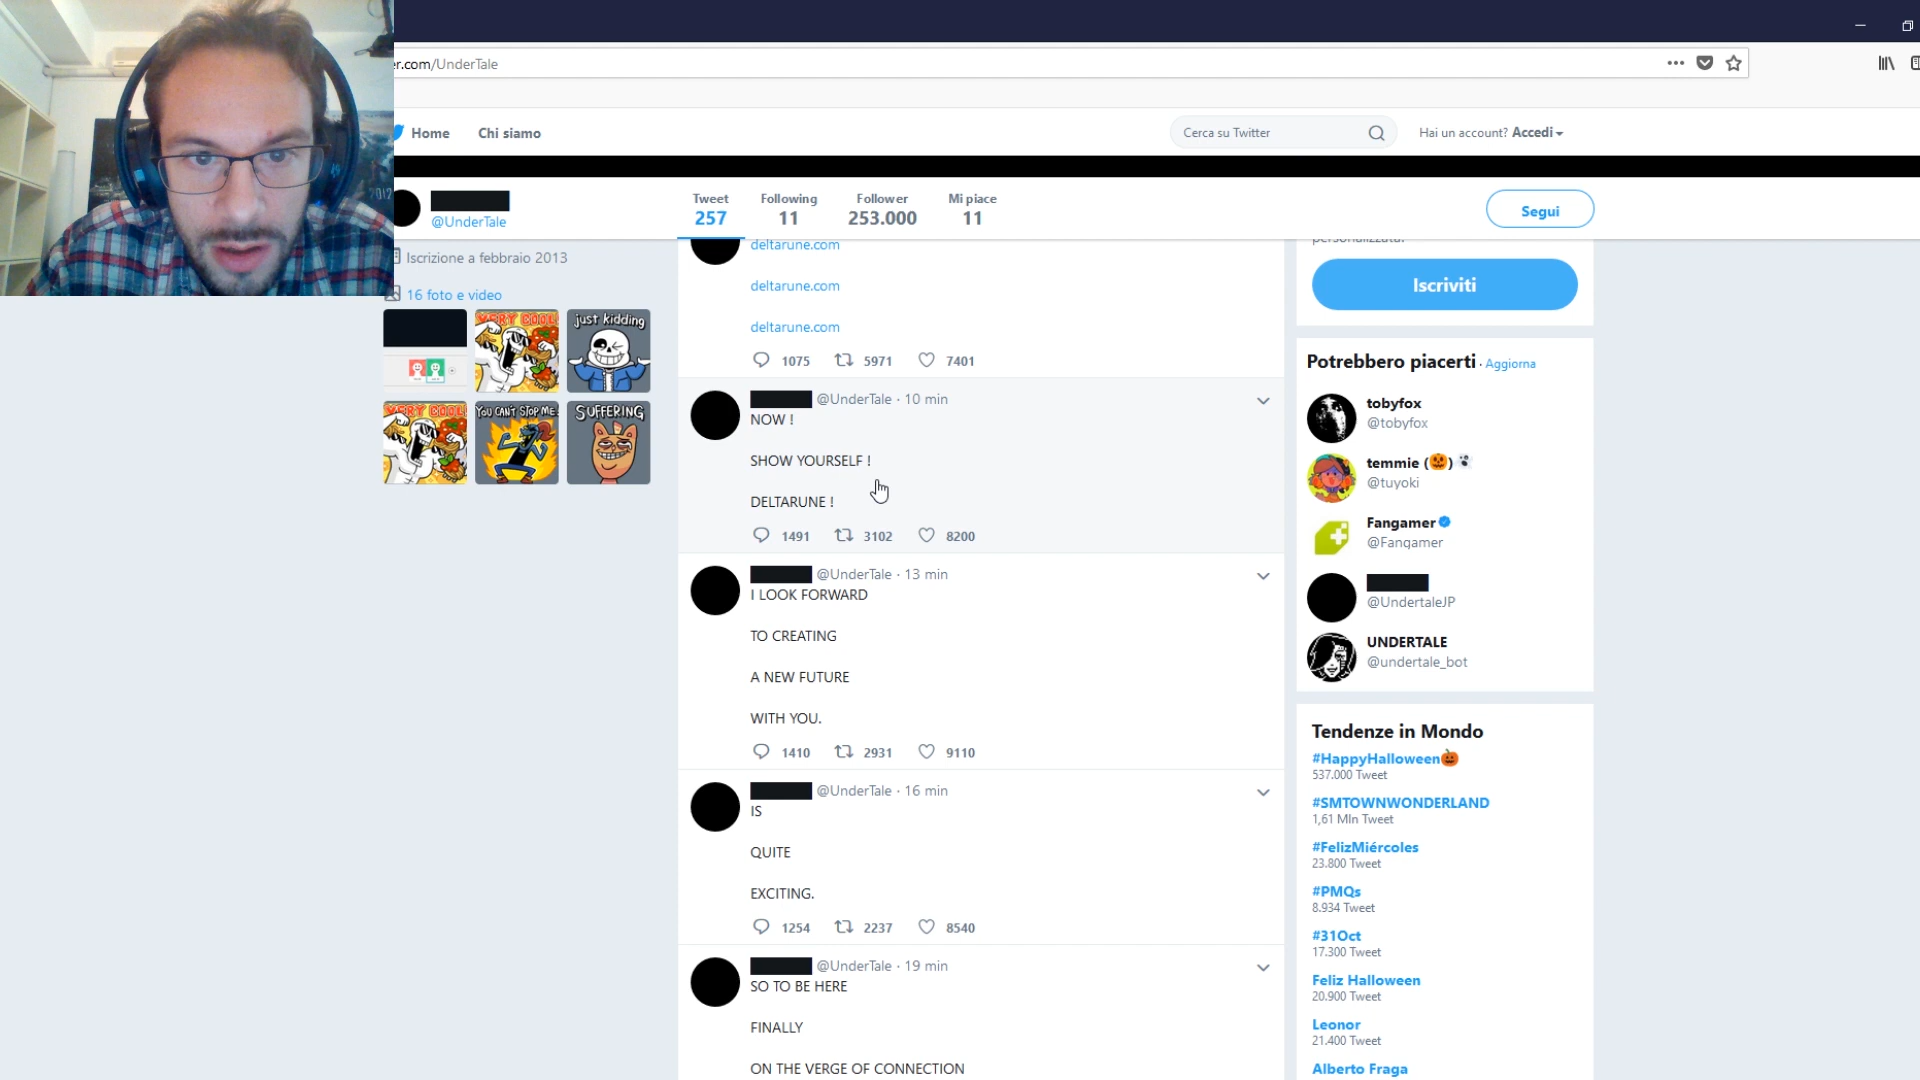 er.com/UnderTale
Home
Chi siamo
Cerca su Twitter
Hai un account? Accedi
@UnderTale
Tweet
257
Following
11
Follower
253.000
Mi piace
11
Segui
Iscrizione a febbraio 2013
16 foto e video
VERY COOL!
just kidding
VERY COOL!
YOU CAN'T STOP ME
SUFFERING
deltarune.com
deltarune.com
deltarune.com
1075
5971
7401
@UnderTale · 10 min
NOW !
SHOW YOURSELF !
DELTARUNE !
1491
3102
8200
@UnderTale · 13 min
I LOOK FORWARD
TO CREATING
A NEW FUTURE
WITH YOU.
1410
2931
9110
@UnderTale · 16 min
IS
QUITE
EXCITING.
1254
2237
8540
@UnderTale · 19 min
SO TO BE HERE
FINALLY
ON THE VERGE OF CONNECTION
personalizzata.
Iscriviti
Potrebbero piacerti · Aggiorna
tobyfox
@tobyfox
temmie (🎃)
@tuyoki
Fangamer
@Fangamer
@UndertaleJP
UNDERTALE
@undertale_bot
Tendenze in Mondo
#HappyHalloween🎃
537.000 Tweet
#SMTOWNWONDERLAND
1,61 Mln Tweet
#FelizMiércoles
23.800 Tweet
#PMQs
8.934 Tweet
#31Oct
17.300 Tweet
Feliz Halloween
20.900 Tweet
Leonor
21.400 Tweet
Alberto Fraga